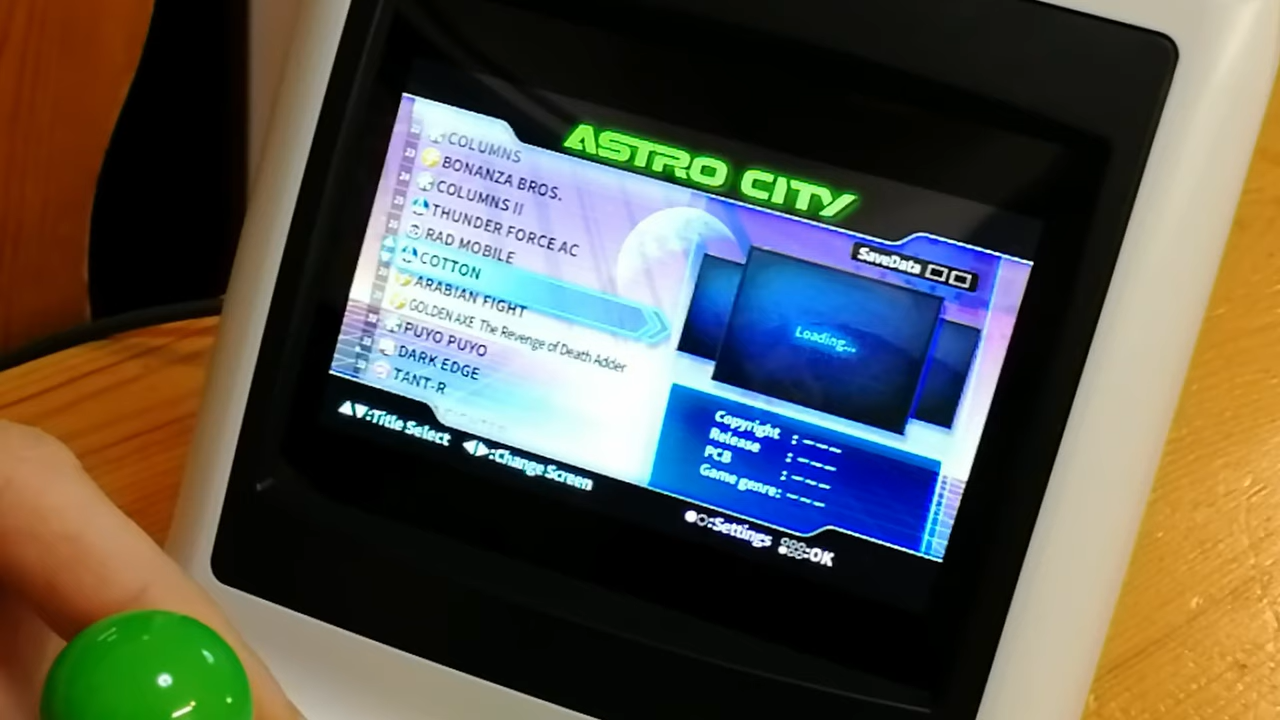 ASTRO CITY
COLUMNS
BONANZA BROS.
COLUMNS II
THUNDER FORCE AC
RAD MOBILE
COTTON
ARABIAN FIGHT
GOLDEN AXE The Revenge of Death Adder
PUYO PUYO
DARK EDGE
TANT-R
SaveData
Loading...
Copyright : ---
Release : ---
PCB : ---
Game genre: ---
▲▼:Title Select
◀▶:Change Screen
●○:Settings
:OK